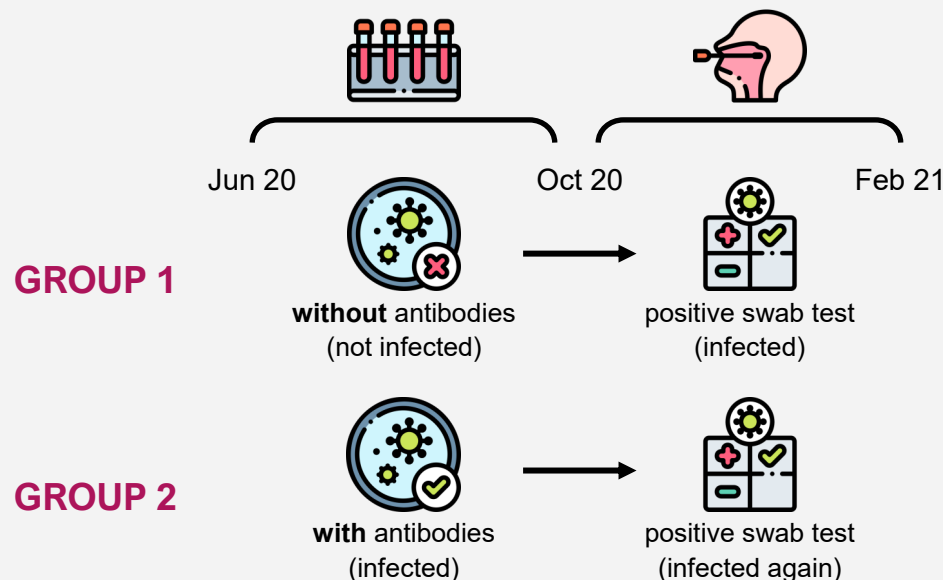 Jun 20
Oct 20
Feb 21
GROUP 1
without antibodies
(not infected)
positive swab test
(infected)
GROUP 2
with antibodies
(infected)
positive swab test
(infected again)